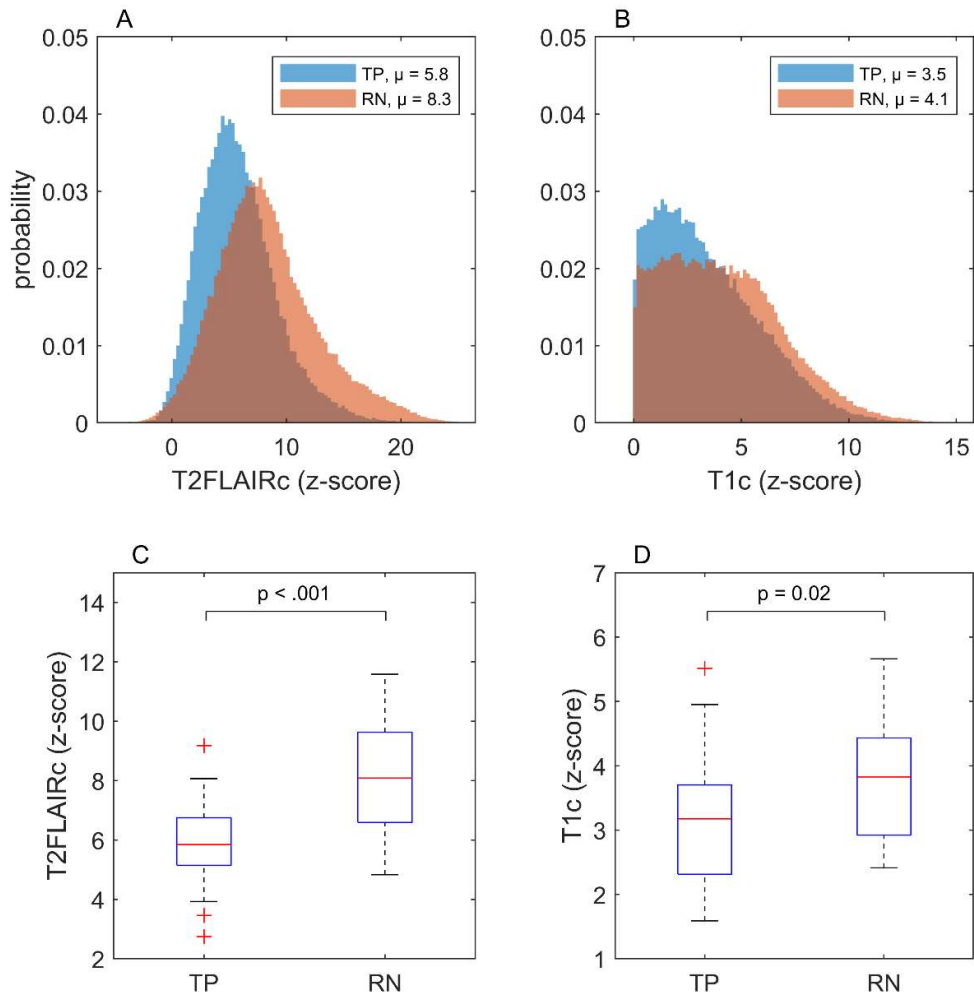 A
0.05
0.04
0.03
0.02
0.01
0
probability
TP, μ = 5.8
RN, μ = 8.3
0 10 20
T2FLAIRc (z-score)
B
0.05
0.04
0.03
0.02
0.01
0
TP, μ = 3.5
RN, μ = 4.1
0 5 10 15
T1c (z-score)
C
14
12
10
8
6
4
2
T2FLAIRc (z-score)
p < .001
TP RN
D
7
6
5
4
3
2
1
T1c (z-score)
p = 0.02
TP RN